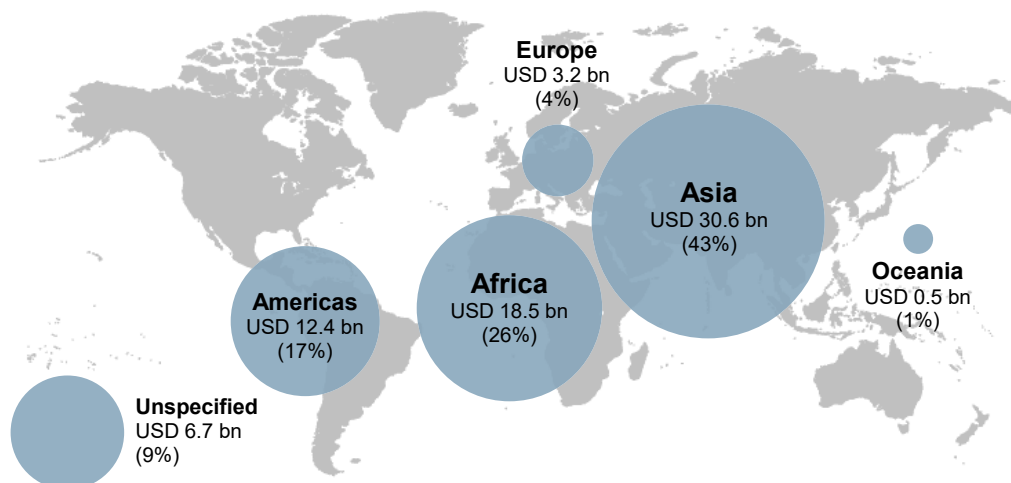 Europe
USD 3.2 bn
(4%)
Asia
USD 30.6 bn
(43%)
Oceania
USD 0.5 bn
(1%)
Africa
USD 18.5 bn
(26%)
Americas
USD 12.4 bn
(17%)
Unspecified
USD 6.7 bn
(9%)